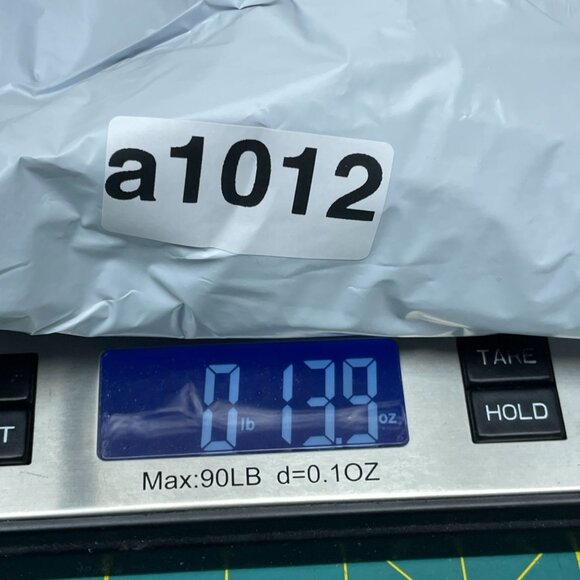 a1012
TARE
0 lb 13.9 oz
HOLD
T
Max:90LB d=0.1OZ